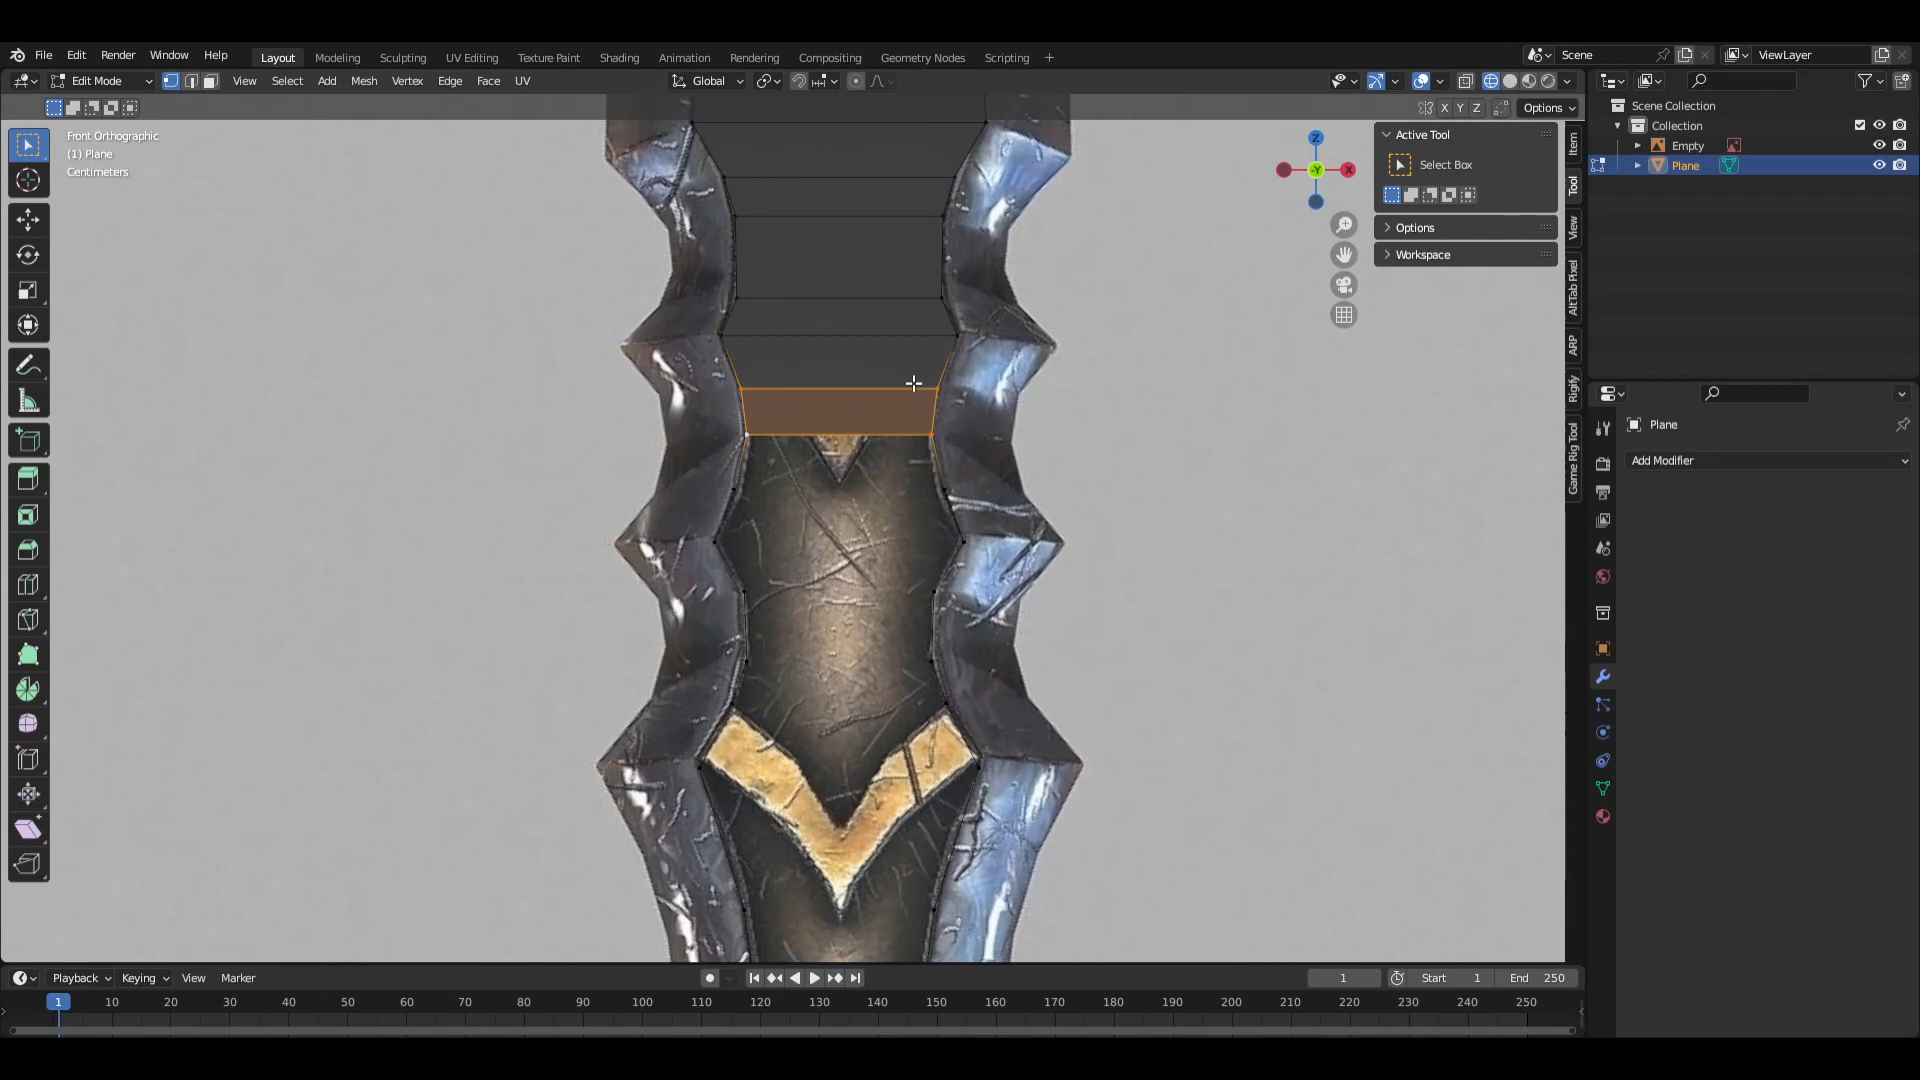 File Edit Render Window Help Layout Modeling Sculpting UV Editing Texture Paint Shading Animation Rendering Compositing Geometry Nodes Scripting + Scene ViewLayer
Edit Mode View Select Add Mesh Vertex Edge Face UV Global
X Y Z Options
Front Orthographic
(1) Plane
Centimeters
Z
X
-Y
Active Tool
Select Box
Options
Workspace
Item
Tool
View
AltTab Pixel
ARP
Rigify
Game Rig Tool
Scene Collection
Collection
Empty
Plane
Plane
Add Modifier
Playback Keying View Marker 1 Start 1 End 250
1 10 20 30 40 50 60 70 80 90 100 110 120 130 140 150 160 170 180 190 200 210 220 230 240 250